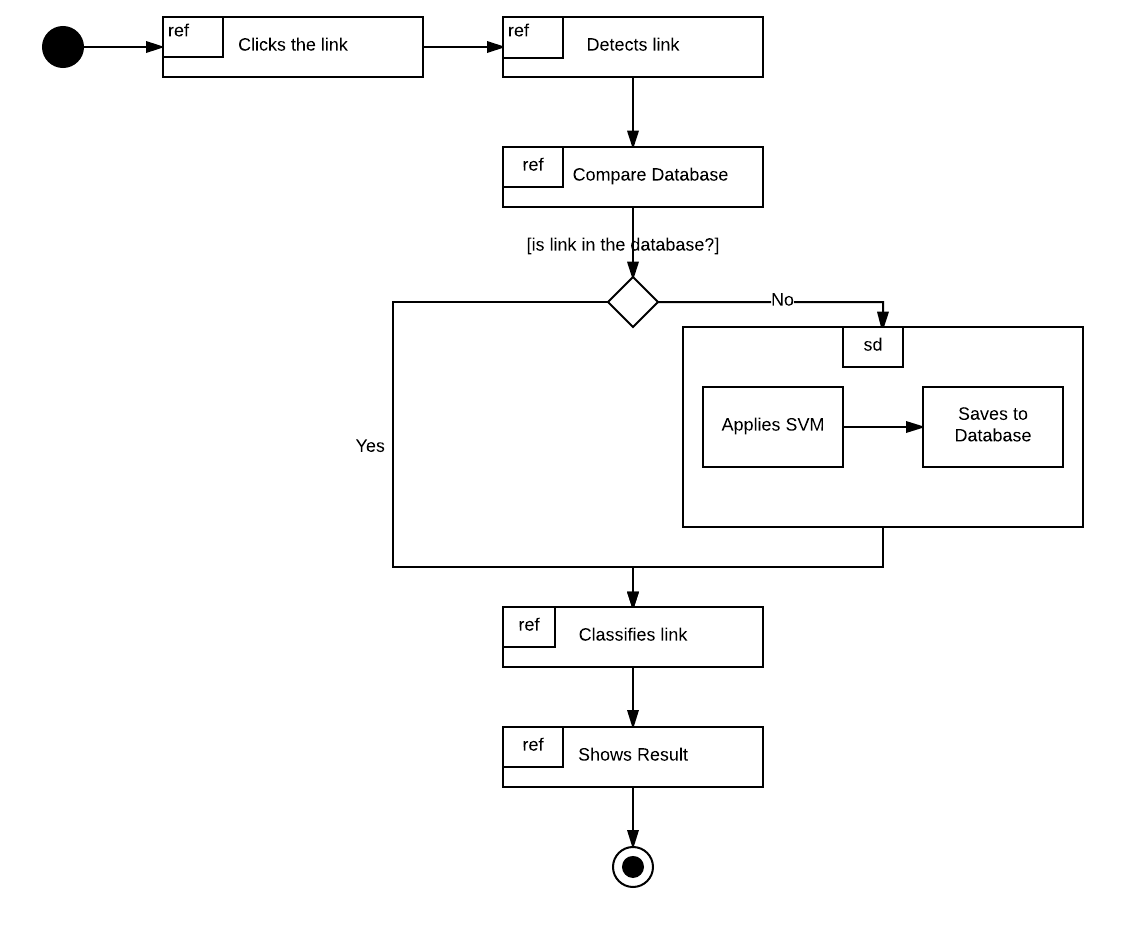 ref
Clicks the link
ref
Detects link
ref
Compare Database
[is link in the database?]
No
sd
Applies SVM
Saves to
Database
Yes
ref
Classifies link
ref
Shows Result